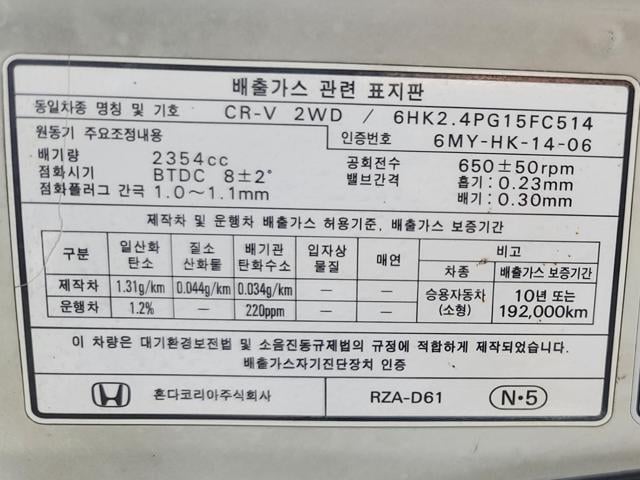 배출가스 관련 표지판
동일차종 명칭 및 기호 CR-V 2WD / 6HK2.4PG15FC514
원동기 주요조정내용 인증번호 6MY-HK-14-06
배기량 2354cc 공회전수 650±50rpm
점화시기 BTDC 8±2° 밸브간격 흡기: 0.23mm
점화플러그 간극 1.0～1.1mm 배기: 0.30mm
제작차 및 운행차 배출가스 허용기준, 배출가스 보증기간
구분 일산화탄소 질소산화물 배기관탄화수소 입자상물질 매연 비고
차종 배출가스 보증기간
제작차 1.31g/km 0.044g/km 0.034g/km — — 승용자동차(소형) 10년 또는 192,000km
운행차 1.2% — 220ppm — —
이 차량은 대기환경보전법 및 소음진동규제법의 규정에 적합하게 제작되었습니다.
배출가스자기진단장치 인증
혼다코리아주식회사 RZA-D61 N•5